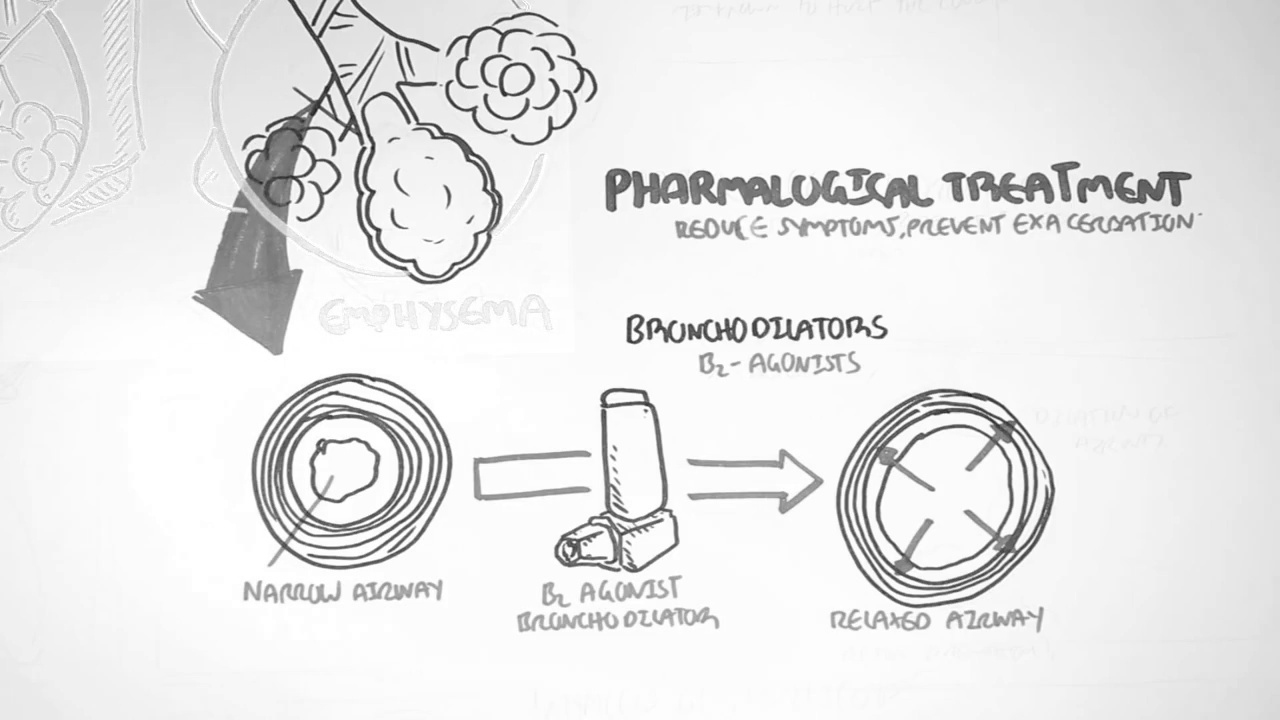 PHARMALOGICAL TREATMENT
REDUCE SYMPTOMS, PREVENT EXACERBATION
EMPHYSEMA
BRONCHODILATORS
B2-AGONISTS
NARROW AIRWAY
B2 AGONIST
BRONCHODILATOR
RELAXED AIRWAY